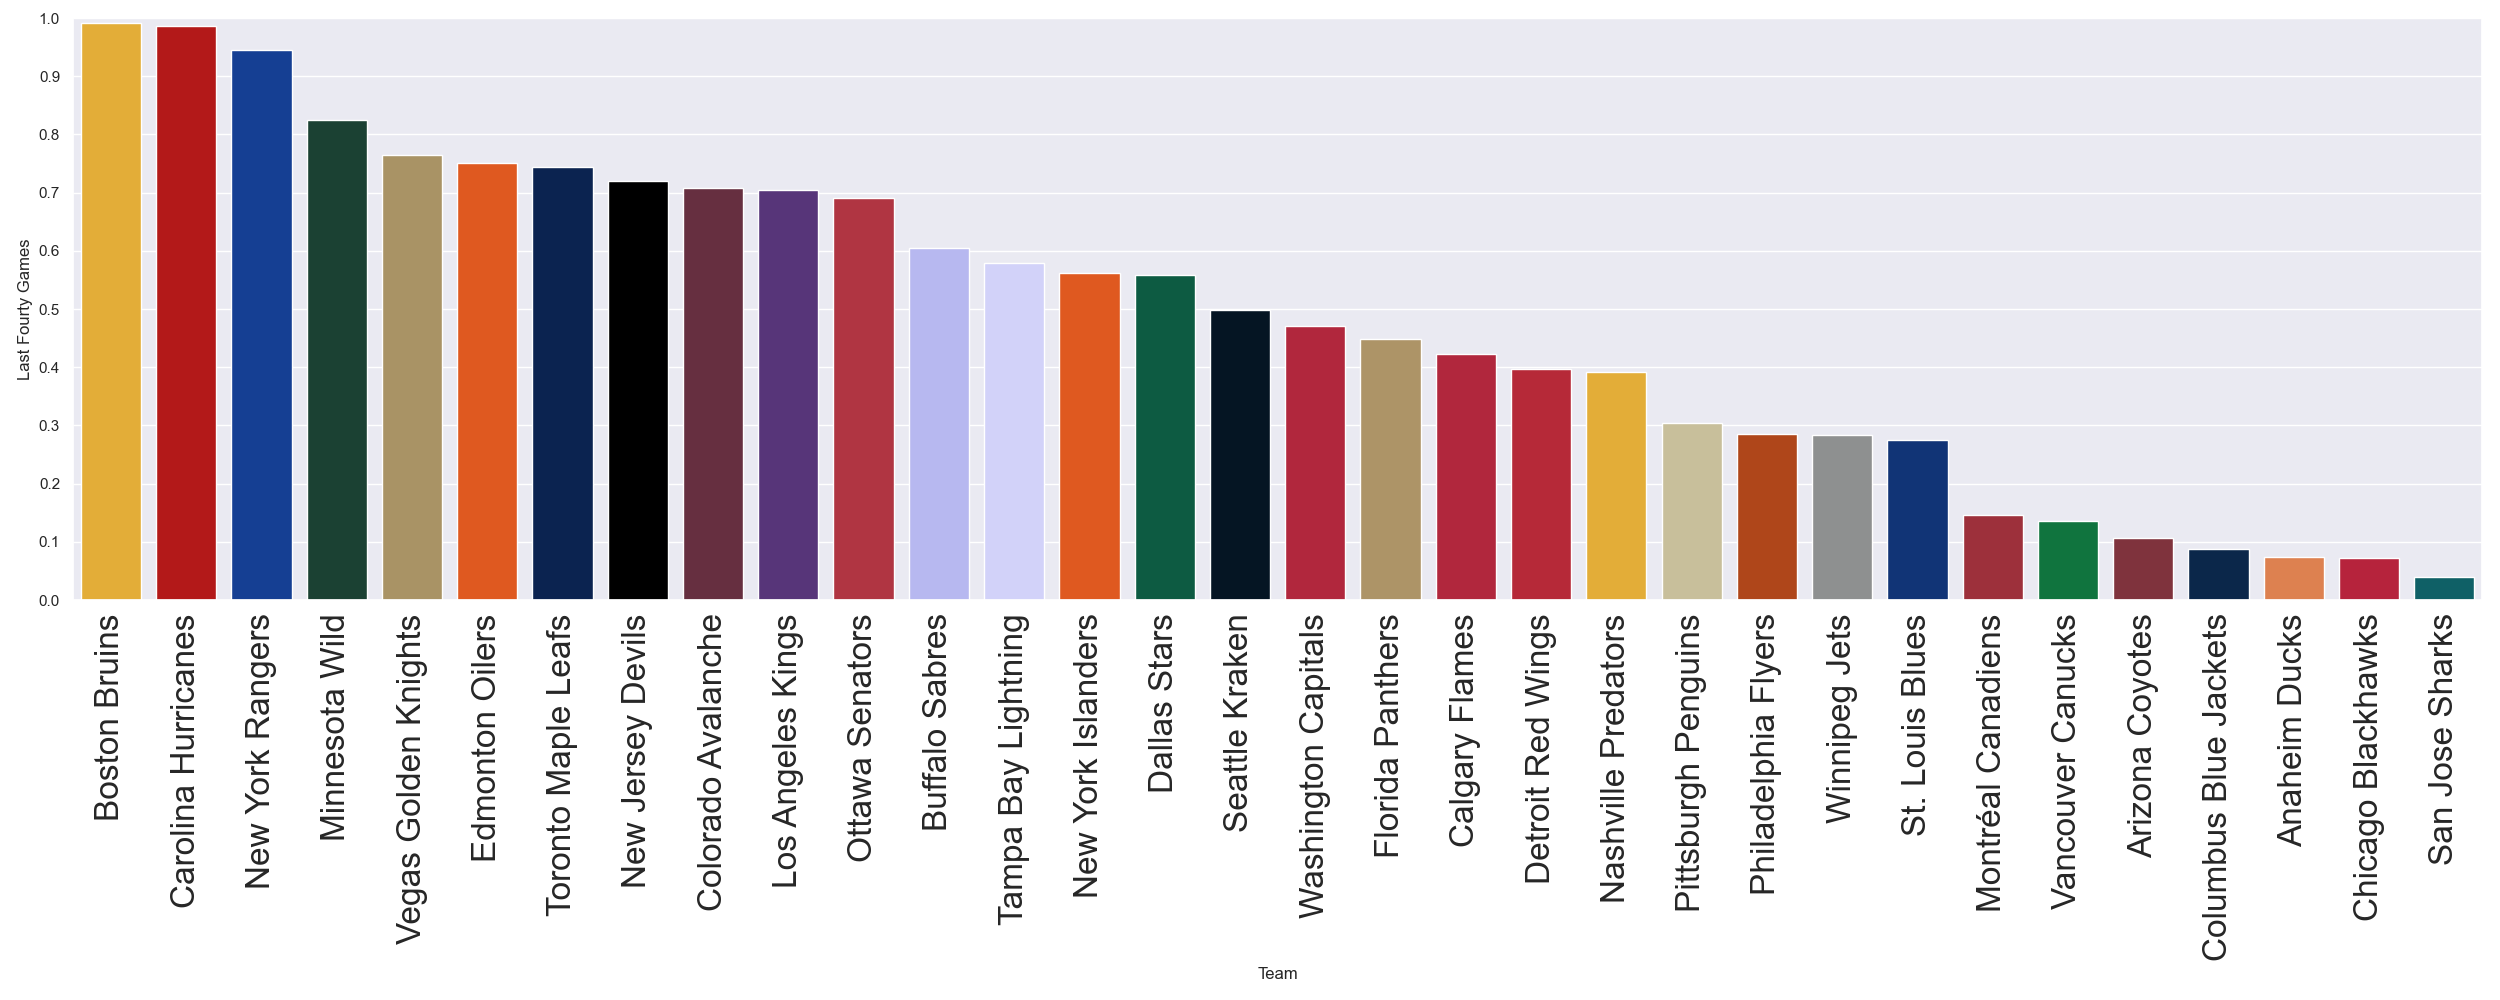 1.0
0.9
0.8
0.7
0.6
0.5
0.4
0.3
0.2
0.1
0.0
Last Fourty Games
Boston Bruins
Carolina Hurricanes
New York Rangers
Minnesota Wild
Vegas Golden Knights
Edmonton Oilers
Toronto Maple Leafs
New Jersey Devils
Colorado Avalanche
Los Angeles Kings
Ottawa Senators
Buffalo Sabres
Tampa Bay Lightning
New York Islanders
Dallas Stars
Seattle Kraken
Washington Capitals
Florida Panthers
Calgary Flames
Detroit Red Wings
Nashville Predators
Pittsburgh Penguins
Philadelphia Flyers
Winnipeg Jets
St. Louis Blues
Montréal Canadiens
Vancouver Canucks
Arizona Coyotes
Columbus Blue Jackets
Anaheim Ducks
Chicago Blackhawks
San Jose Sharks
Team